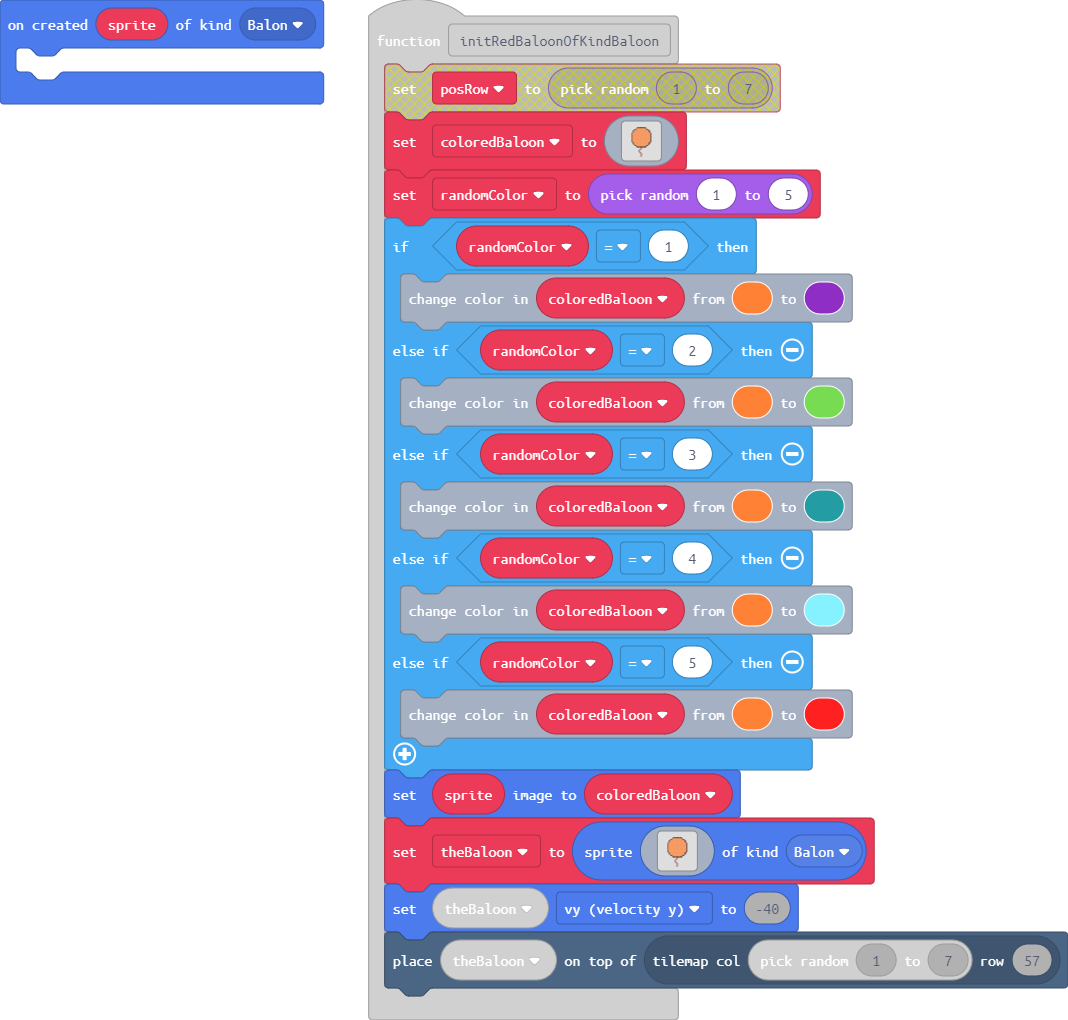 on created sprite of kind Balon
function initRedBaloonOfKindBaloon
set posRow to pick random 1 to 7
set coloredBaloon to
set randomColor to pick random 1 to 5
if randomColor = 1 then
change color in coloredBaloon from to
else if randomColor = 2 then
change color in coloredBaloon from to
else if randomColor = 3 then
change color in coloredBaloon from to
else if randomColor = 4 then
change color in coloredBaloon from to
else if randomColor = 5 then
change color in coloredBaloon from to
set sprite image to coloredBaloon
set theBaloon to sprite of kind Balon
set theBaloon vy (velocity y) to -40
place theBaloon on top of tilemap col pick random 1 to 7 row 57